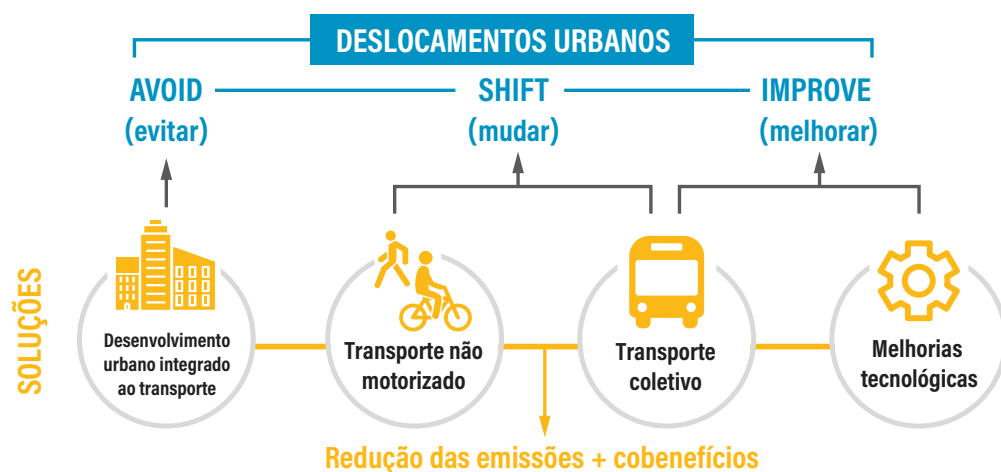 DESLOCAMENTOS URBANOS
AVOID
(evitar)
SHIFT
(mudar)
IMPROVE
(melhorar)
SOLUÇÕES
Desenvolvimento
urbano integrado
ao transporte
Transporte não
motorizado
Transporte
coletivo
Melhorias
tecnológicas
Redução das emissões + cobenefícios